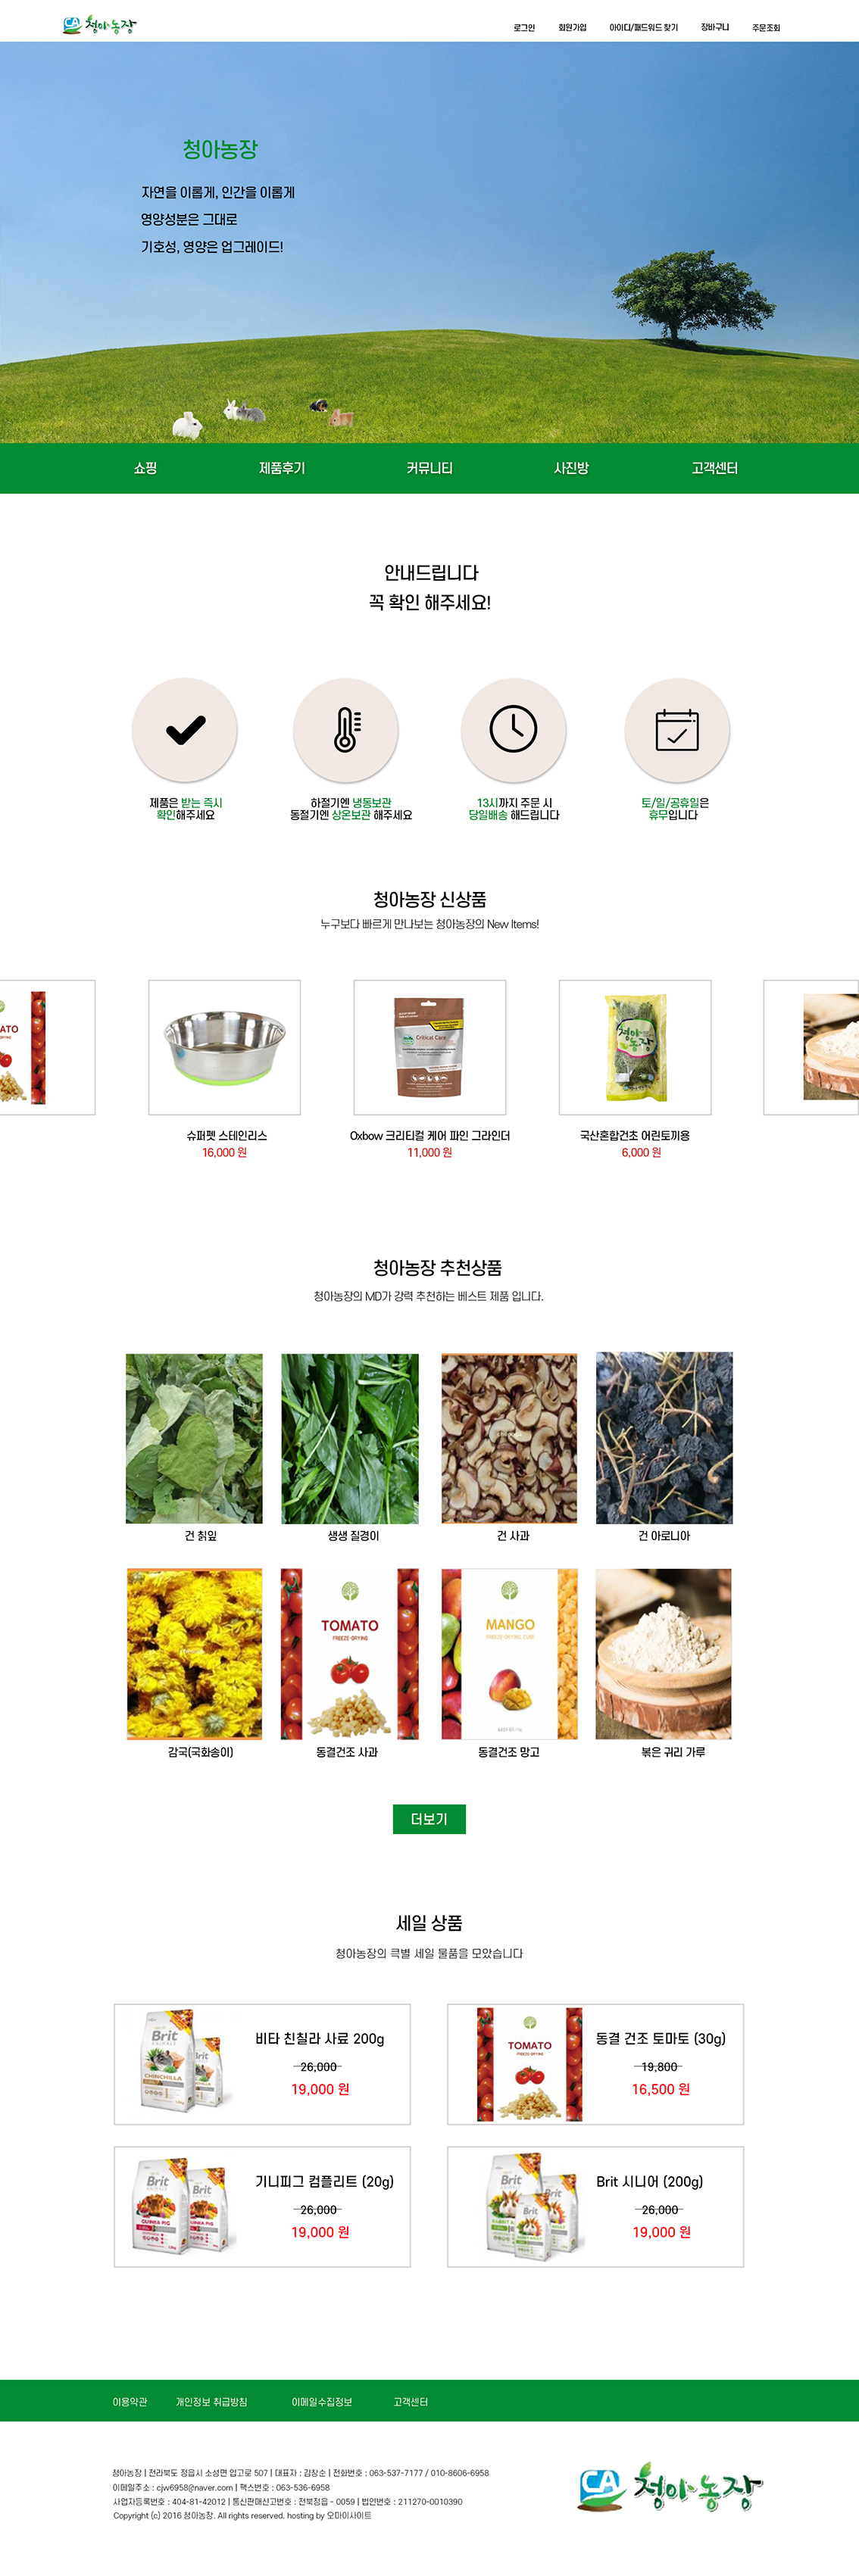 청아농장
로그인 회원가입 아이디/패드워드 찾기 장바구니 주문조회
청아농장
자연을 이롭게, 인간을 이롭게
영양성분은 그대로
기호성, 영양은 업그레이드!
쇼핑 제품후기 커뮤니티 사진방 고객센터
안내드립니다
꼭 확인 해주세요!
제품은 받는 즉시
확인해주세요
하절기엔 냉동보관
동절기엔 상온보관 해주세요
13시까지 주문 시
당일배송 해드립니다
토/일/공휴일은
휴무입니다
청아농장 신상품
누구보다 빠르게 만나보는 청아농장의 New Items!
ATO
Critical Care
청아농장
슈퍼펫 스테인리스
16,000 원
Oxbow 크리티컬 케어 파인 그라인더
11,000 원
국산혼합건초 어린토끼용
6,000 원
청아농장 추천상품
청아농장의 MD가 강력 추천하는 베스트 제품 입니다.
건 칡잎 생생 질경이 건 사과 건 아로니아
TOMATO
FREEZE-DRYING
MANGO
FREEZE-DRYING CUBE
감국(국화송이) 동결건조 사과 동결건조 망고 볶은 귀리 가루
더보기
세일 상품
청아농장의 특별 세일 물품을 모았습니다
Brit
ANIMALS
CHINCHILLA
Brit
비타 친칠라 사료 200g
26,000
19,000 원
TOMATO
FREEZE-DRYING
동결 건조 토마토 (30g)
19,800
16,500 원
Brit
ANIMALS
GUINEA PIG
Brit
기니피그 컴플리트 (20g)
26,000
19,000 원
Brit
ANIMALS
Brit
Brit
Brit 시니어 (200g)
26,000
19,000 원
이용약관 개인정보 취급방침 이메일수집정보 고객센터
청아농장 | 전라북도 정읍시 소성면 입고로 507 | 대표자 : 김창순 | 전화번호 : 063-537-7177 / 010-8606-6958
이메일주소 : cjw6958@naver.com | 팩스번호 : 063-536-6958
사업자등록번호 : 404-81-42012 | 통신판매신고번호 : 전북정읍 - 0059 | 법인번호 : 211270-0010390
Copyright (c) 2016 청아농장. All rights reserved. hosting by 오마이사이트
CA 청아농장